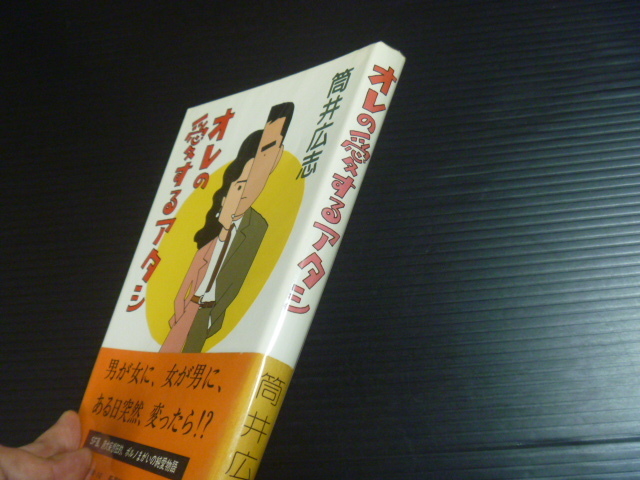 オレの
愛するアタシ
筒井広志
オレの愛するアタシ
男が女に、女が男に、
ある日突然、変ったら!?
筒井広